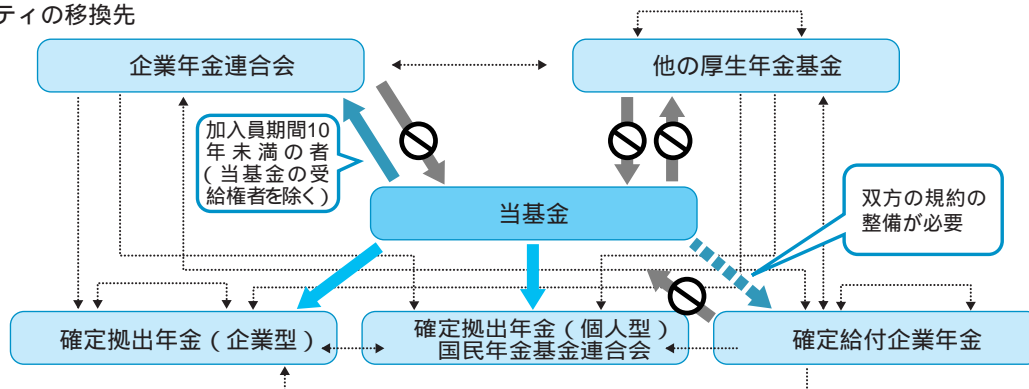 ティの移換先
企業年金連合会
他の厚生年金基金
加入員期間10
年未満の者
(当基金の受
給権者を除く)
当基金
双方の規約の
整備が必要
確定拠出年金(企業型)
確定拠出年金(個人型)
国民年金基金連合会
確定給付企業年金